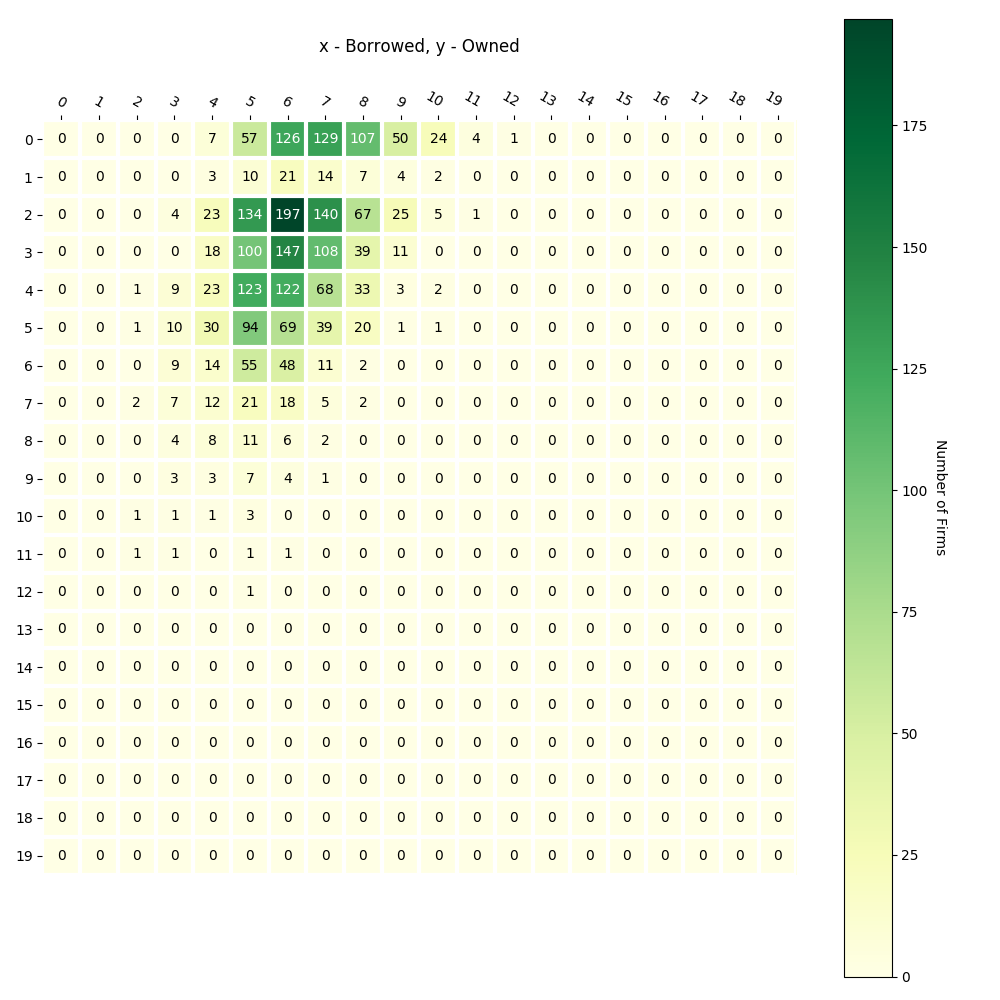 x - Borrowed, y - Owned
0 1 2 3 4 5 6 7 8 9 10 11 12 13 14 15 16 17 18 19
0 0 0 0 0 7 57 126 129 107 50 24 4 1 0 0 0 0 0 0 0
1 0 0 0 0 3 10 21 14 7 4 2 0 0 0 0 0 0 0 0 0
2 0 0 0 4 23 134 197 140 67 25 5 1 0 0 0 0 0 0 0 0
3 0 0 0 0 18 100 147 108 39 11 0 0 0 0 0 0 0 0 0 0
4 0 0 1 9 23 123 122 68 33 3 2 0 0 0 0 0 0 0 0 0
5 0 0 1 10 30 94 69 39 20 1 1 0 0 0 0 0 0 0 0 0
6 0 0 0 9 14 55 48 11 2 0 0 0 0 0 0 0 0 0 0 0
7 0 0 2 7 12 21 18 5 2 0 0 0 0 0 0 0 0 0 0 0
8 0 0 0 4 8 11 6 2 0 0 0 0 0 0 0 0 0 0 0 0
9 0 0 0 3 3 7 4 1 0 0 0 0 0 0 0 0 0 0 0 0
10 0 0 1 1 1 3 0 0 0 0 0 0 0 0 0 0 0 0 0 0
11 0 0 1 1 0 1 1 0 0 0 0 0 0 0 0 0 0 0 0 0
12 0 0 0 0 0 1 0 0 0 0 0 0 0 0 0 0 0 0 0 0
13 0 0 0 0 0 0 0 0 0 0 0 0 0 0 0 0 0 0 0 0
14 0 0 0 0 0 0 0 0 0 0 0 0 0 0 0 0 0 0 0 0
15 0 0 0 0 0 0 0 0 0 0 0 0 0 0 0 0 0 0 0 0
16 0 0 0 0 0 0 0 0 0 0 0 0 0 0 0 0 0 0 0 0
17 0 0 0 0 0 0 0 0 0 0 0 0 0 0 0 0 0 0 0 0
18 0 0 0 0 0 0 0 0 0 0 0 0 0 0 0 0 0 0 0 0
19 0 0 0 0 0 0 0 0 0 0 0 0 0 0 0 0 0 0 0 0
175
150
125
100
75
50
25
0
Number of Firms